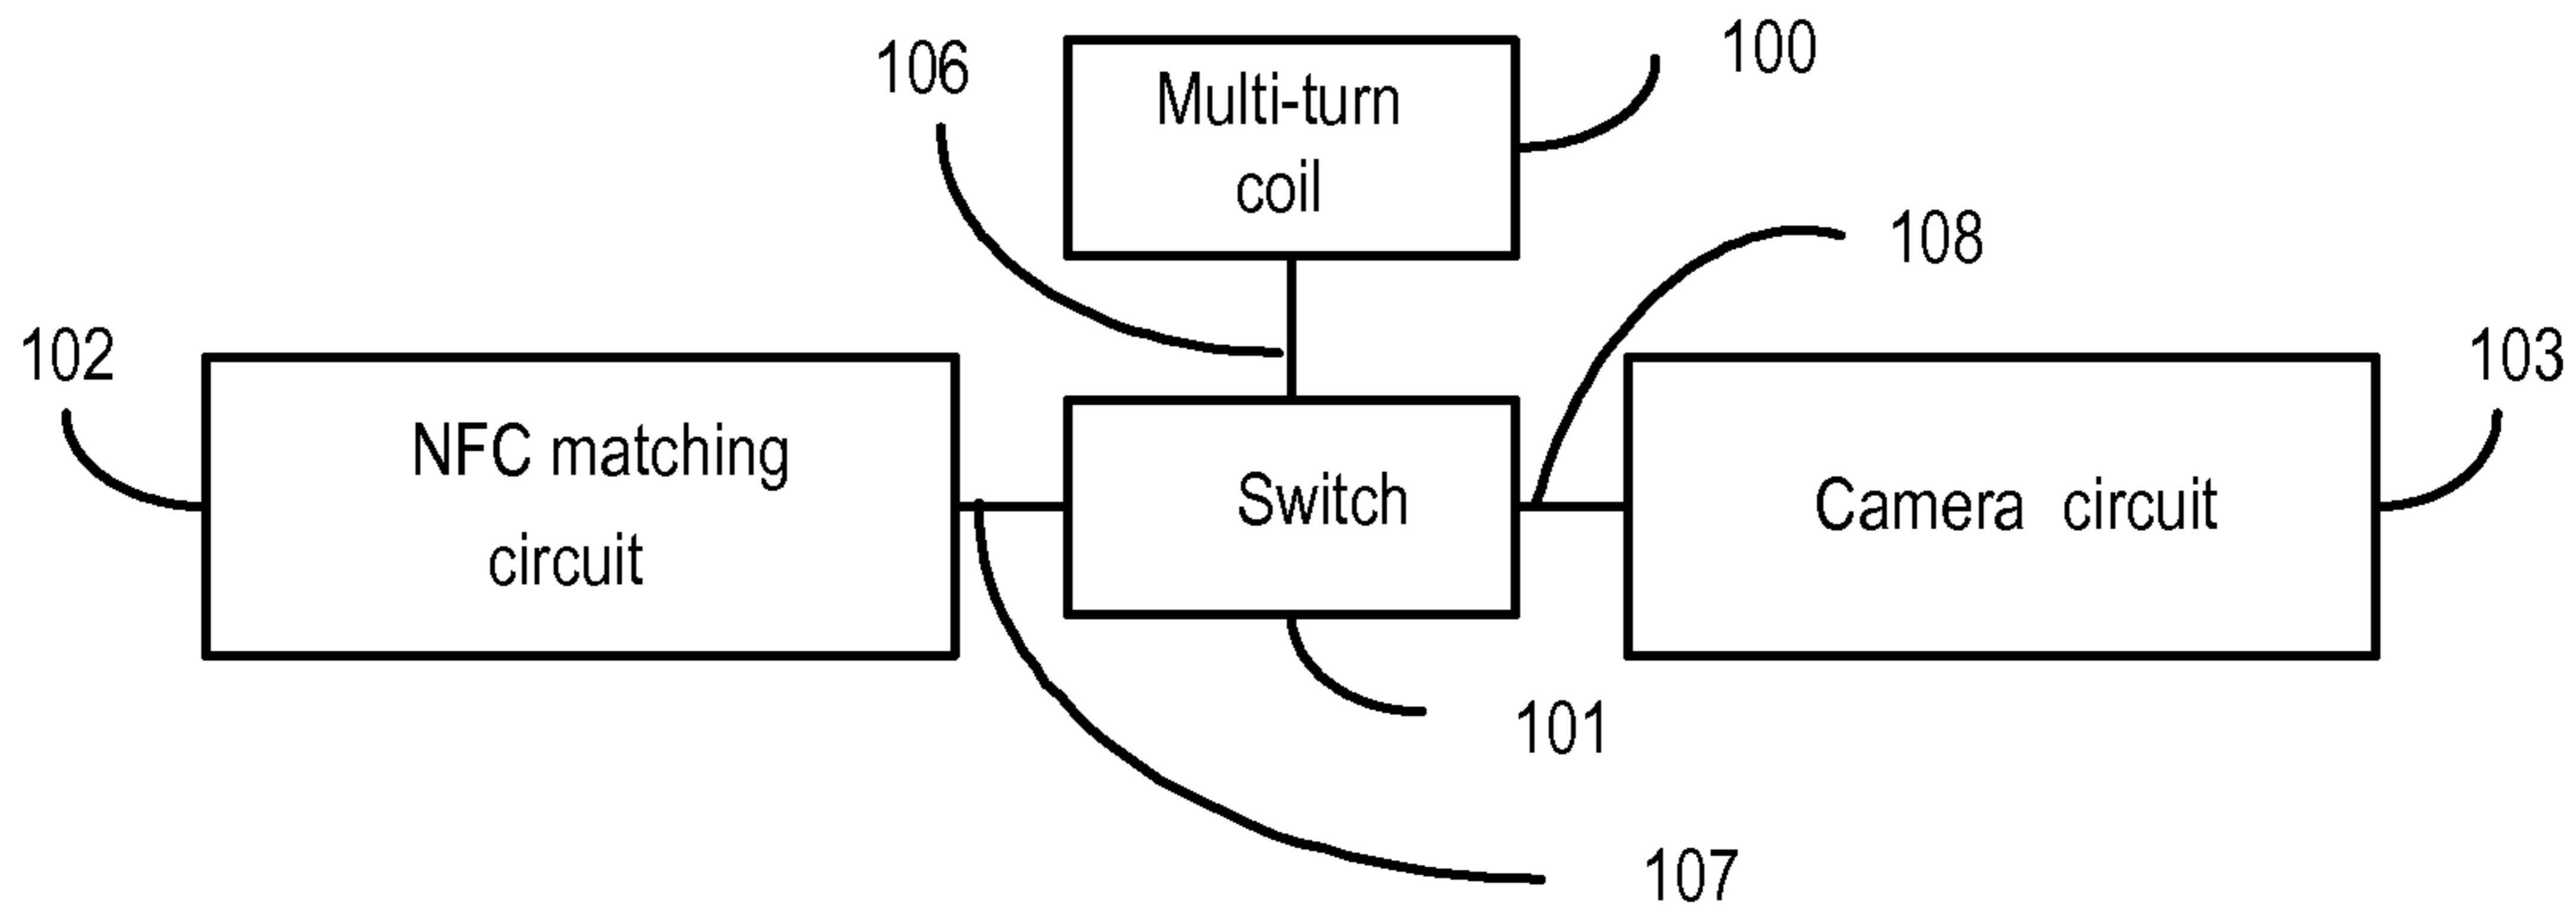 100
106
Multi-turn
coil
108
102
103
NFC matching
circuit
Switch
Camera circuit
101
107